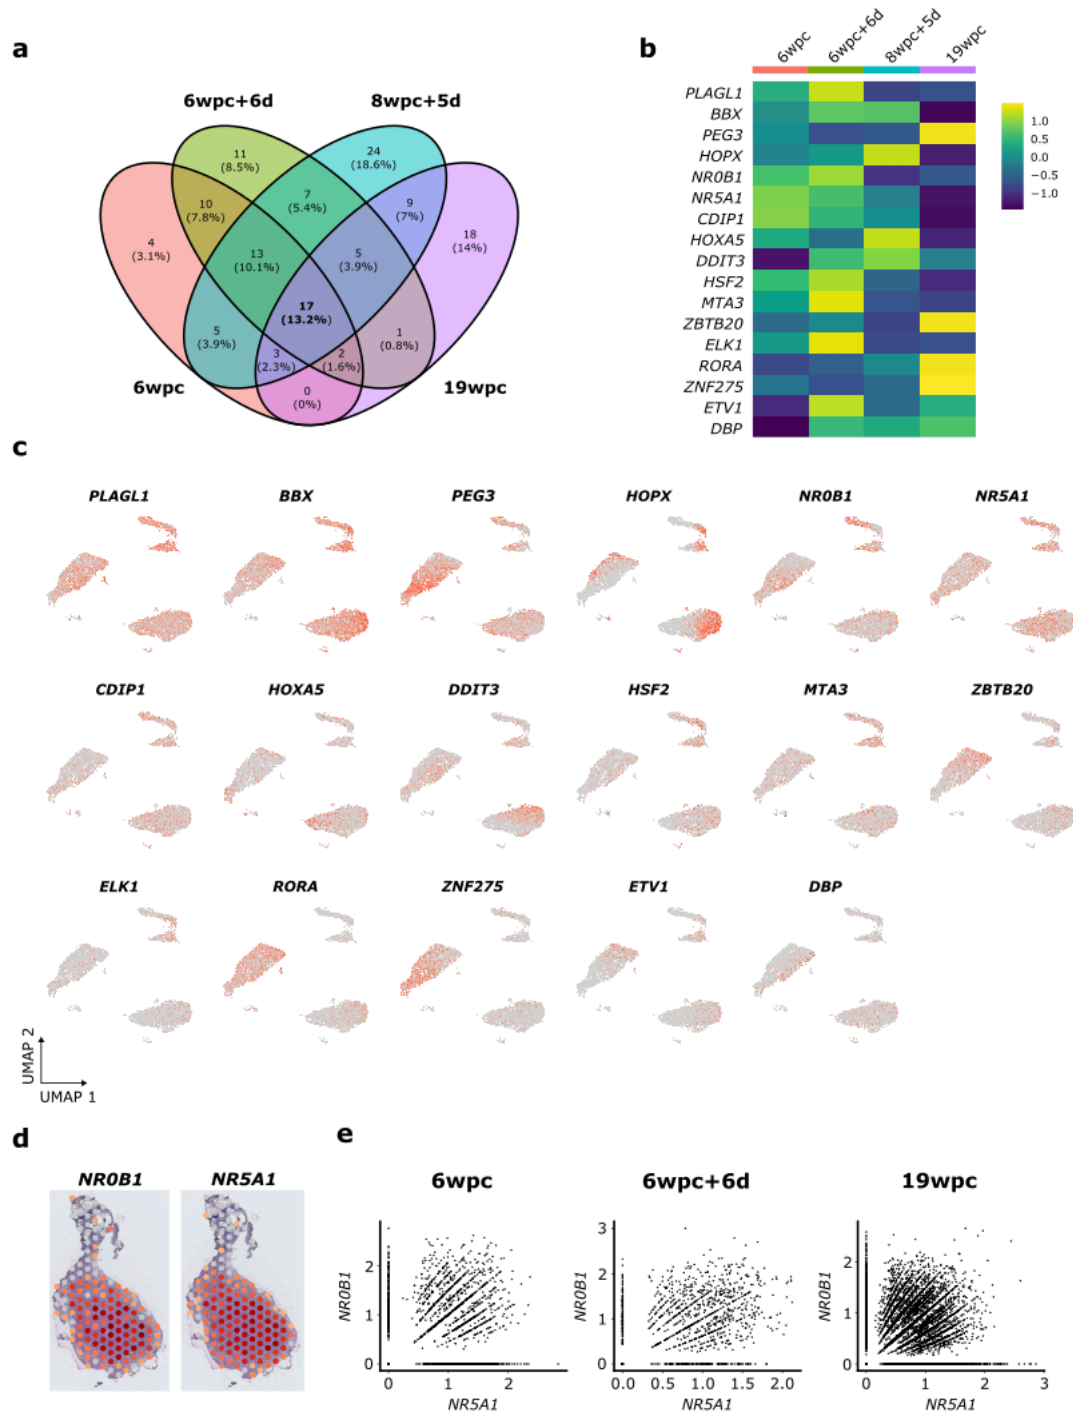 a
6wpc+6d
8wpc+5d
11
(8.5%)
24
(18.6%)
7
(5.4%)
10
(7.8%)
9
(7%)
4
(3.1%)
18
(14%)
13
(10.1%)
5
(3.9%)
17
(13.2%)
5
(3.9%)
1
(0.8%)
3
(2.3%)
2
(1.6%)
0
(0%)
6wpc
19wpc
b
6wpc
6wpc+6d
8wpc+5d
19wpc
PLAGL1
BBX
PEG3
HOPX
NR0B1
NR5A1
CDIP1
HOXA5
DDIT3
HSF2
MTA3
ZBTB20
ELK1
RORA
ZNF275
ETV1
DBP
1.0
0.5
0.0
−0.5
−1.0
c
PLAGL1 BBX PEG3 HOPX NR0B1 NR5A1
CDIP1 HOXA5 DDIT3 HSF2 MTA3 ZBTB20
ELK1 RORA ZNF275 ETV1 DBP
UMAP 2
UMAP 1
d
NR0B1 NR5A1
e
6wpc
NR0B1
2
1
0
0 1 2
NR5A1
6wpc+6d
NR0B1
3
2
1
0
0.0 0.5 1.0 1.5 2.0
NR5A1
19wpc
NR0B1
2
1
0
0 1 2 3
NR5A1